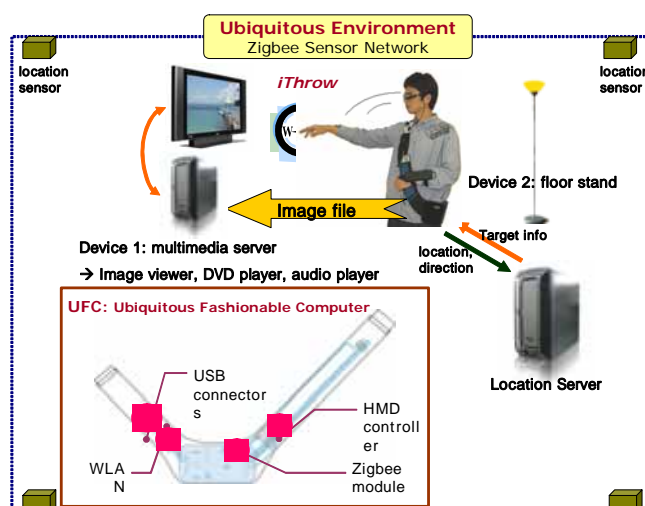 Ubiquitous Environment
Zigbee Sensor Network
location
sensor
location
sensor
iThrow
W-
Device 2: floor stand
Image file
Target info
location,
direction
Device 1: multimedia server
→ Image viewer, DVD player, audio player
UFC: Ubiquitous Fashionable Computer
USB
connector
s
HMD
controll
er
WLA
N
Zigbee
module
Location Server